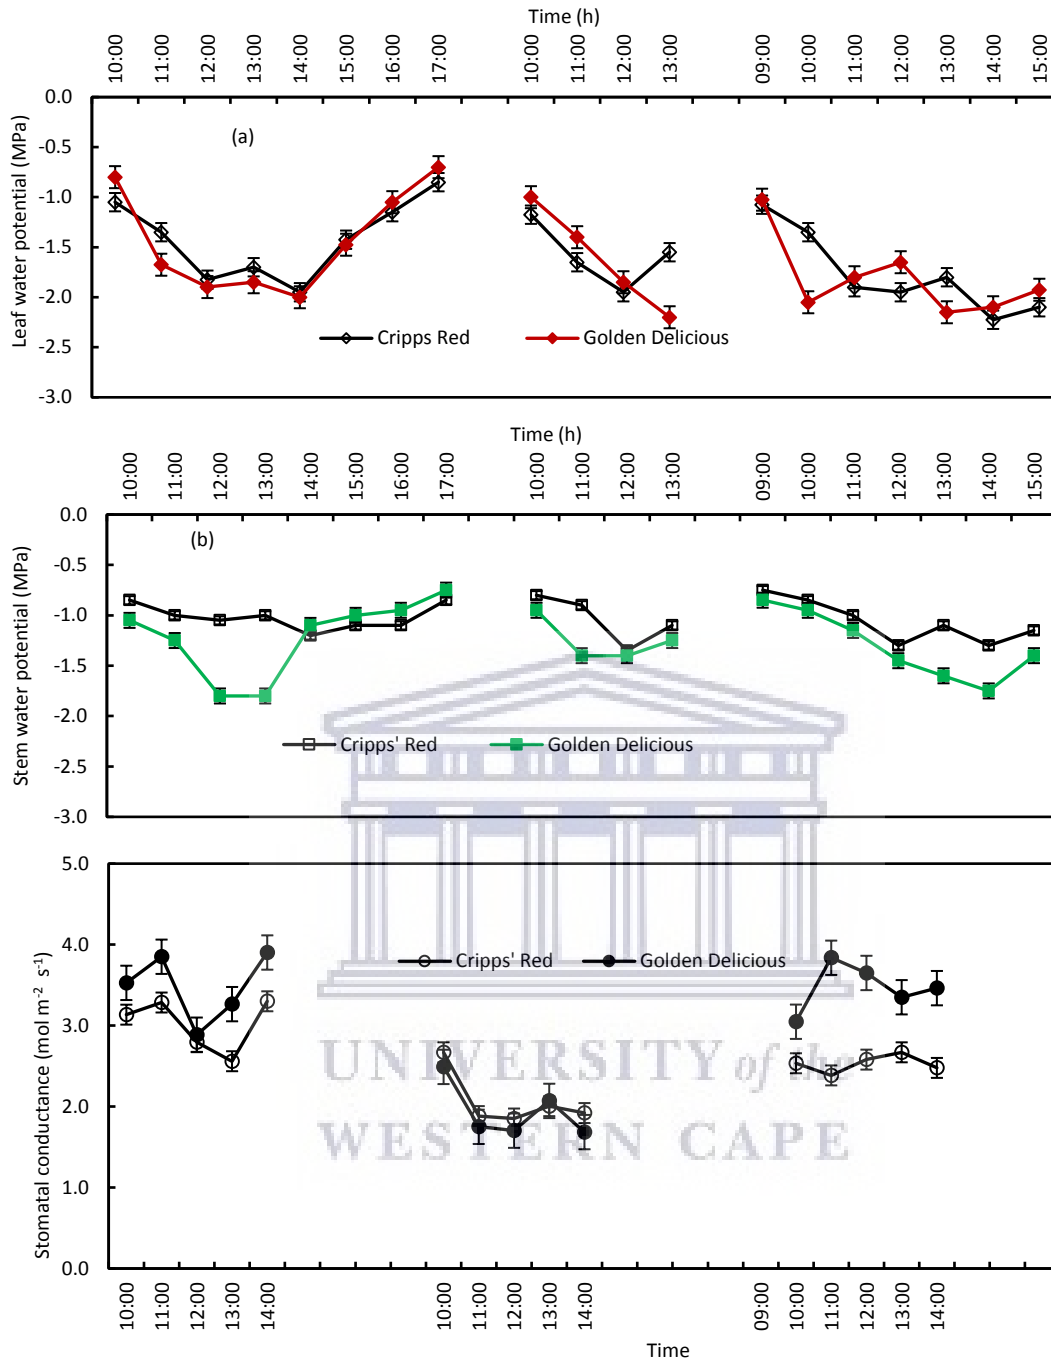 Time (h)
10:00 11:00 12:00 13:00 14:00 15:00 16:00 17:00 10:00 11:00 12:00 13:00 09:00 10:00 11:00 12:00 13:00 14:00 15:00
0.0
(a)
-0.5
-1.0
-1.5
-2.0
Cripps Red Golden Delicious
-2.5
-3.0
Leaf water potential (MPa)
Time (h)
10:00 11:00 12:00 13:00 14:00 15:00 16:00 17:00 10:00 11:00 12:00 13:00 09:00 10:00 11:00 12:00 13:00 14:00 15:00
0.0
(b)
-0.5
-1.0
-1.5
-2.0
Cripps' Red Golden Delicious
-2.5
-3.0
Stem water potential (MPa)
5.0
4.0
Cripps' Red Golden Delicious
3.0
2.0
1.0
0.0
Stomatal conductance (mol m⁻² s⁻¹)
UNIVERSITY of the
WESTERN CAPE
10:00 11:00 12:00 13:00 14:00 10:00 11:00 12:00 13:00 14:00 09:00 10:00 11:00 12:00 13:00 14:00
Time